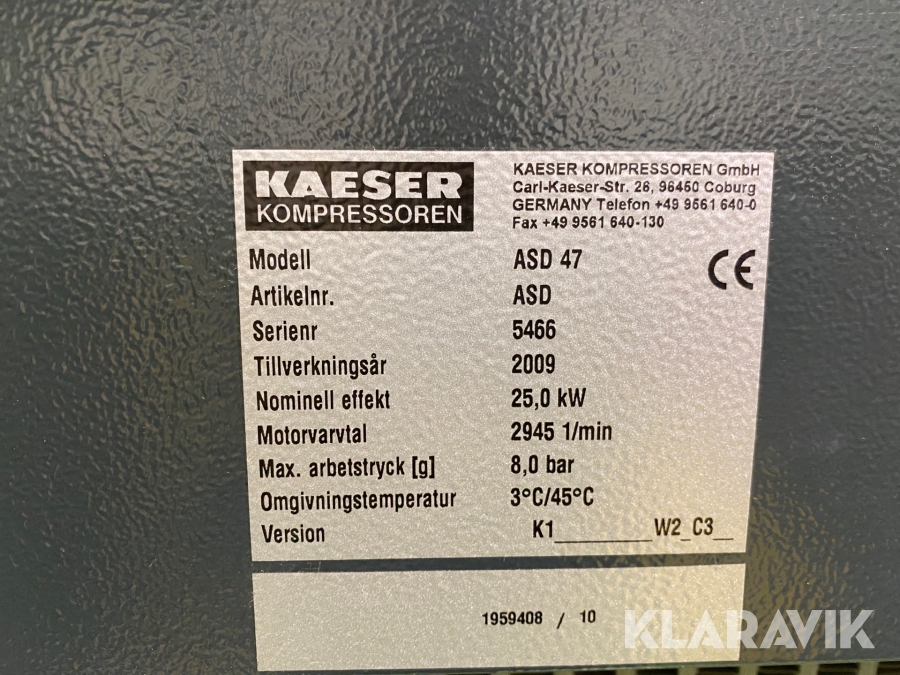 KAESER
KOMPRESSOREN
KAESER KOMPRESSOREN GmbH
Carl-Kaeser-Str. 26, 96450 Coburg
GERMANY Telefon +49 9561 640-0
Fax +49 9561 640-130
CE
Modell ASD 47
Artikelnr. ASD
Serienr 5466
Tillverkningsår 2009
Nominell effekt 25,0 kW
Motorvarvtal 2945 1/min
Max. arbetstryck [g] 8,0 bar
Omgivningstemperatur 3°C/45°C
Version K1_________W2_C3__
1959408 / 10
KLARAVIK